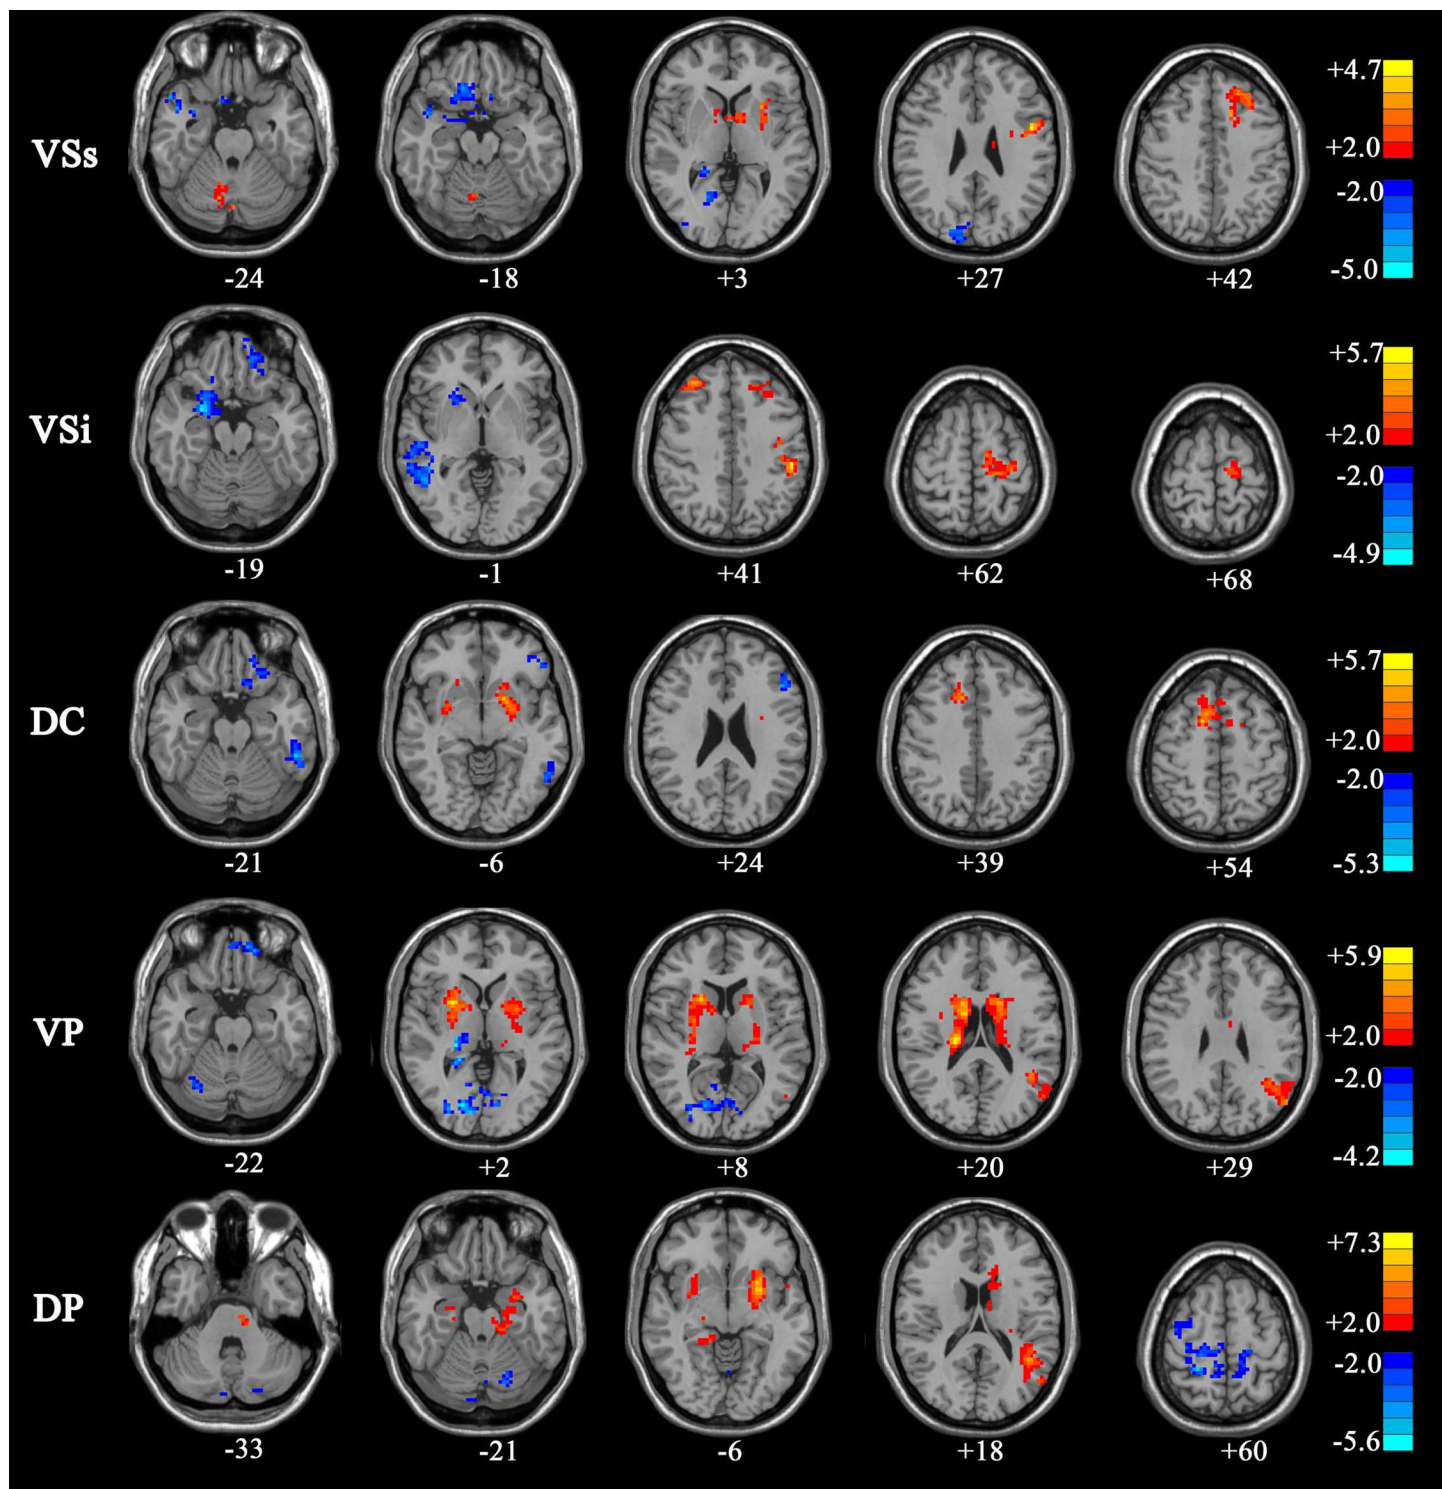 VSs
+4.7
+2.0
-2.0
-5.0
-24 -18 +3 +27 +42
VSi
+5.7
+2.0
-2.0
-4.9
-19 -1 +41 +62 +68
DC
+5.7
+2.0
-2.0
-5.3
-21 -6 +24 +39 +54
VP
+5.9
+2.0
-2.0
-4.2
-22 +2 +8 +20 +29
DP
+7.3
+2.0
-2.0
-5.6
-33 -21 -6 +18 +60